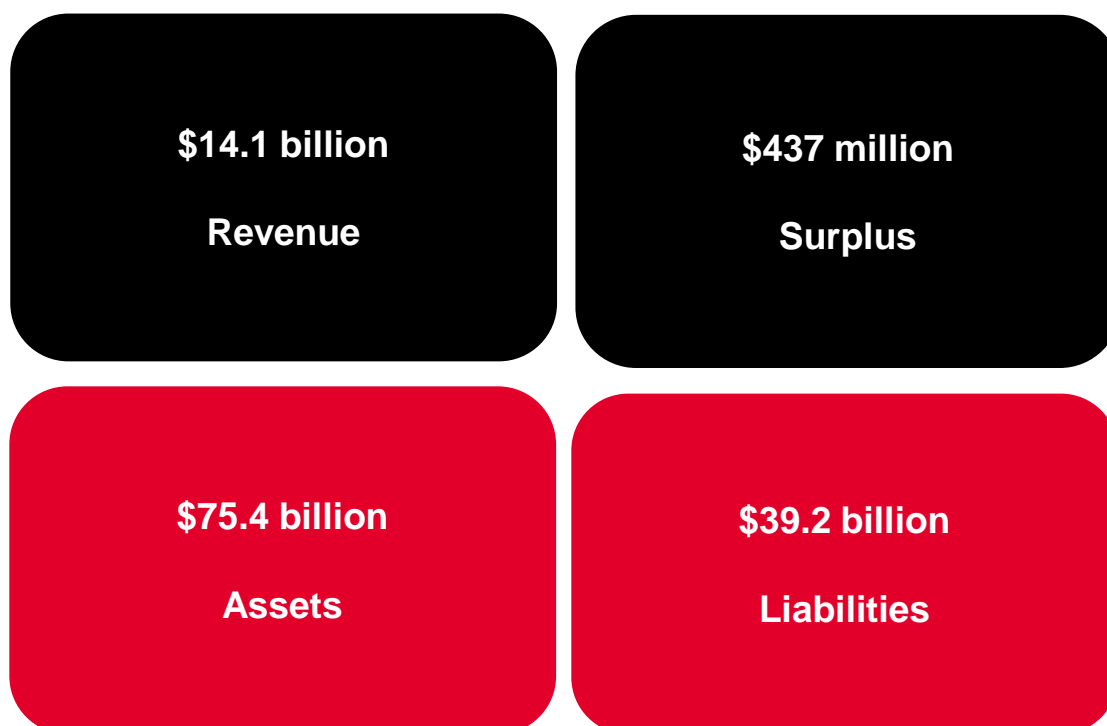 $14.1 billion
Revenue
$437 million
Surplus
$75.4 billion
Assets
$39.2 billion
Liabilities